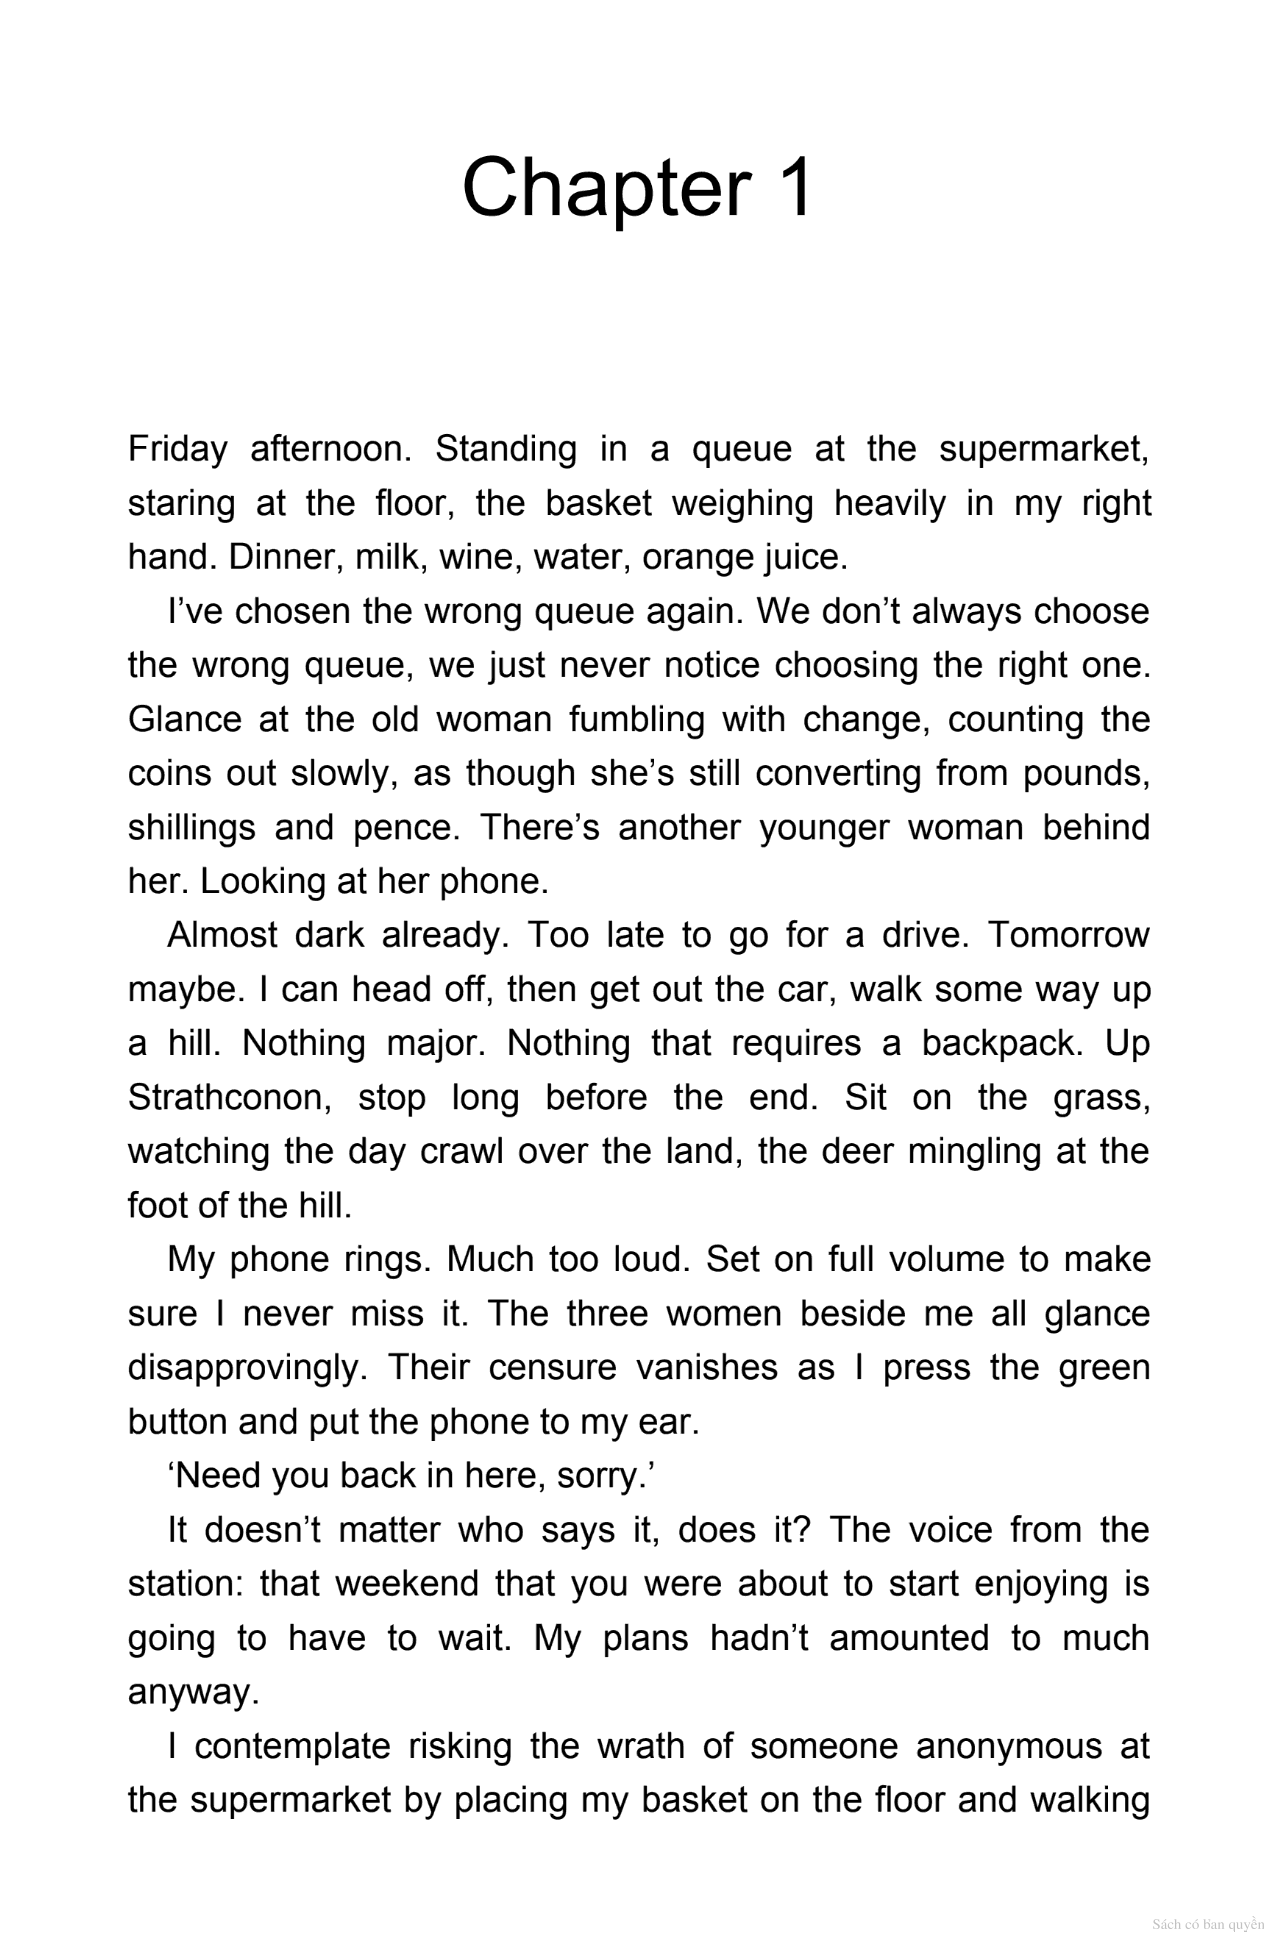 Chapter 1
Friday afternoon. Standing in a queue at the supermarket,
staring at the floor, the basket weighing heavily in my right
hand. Dinner, milk, wine, water, orange juice.
I’ve chosen the wrong queue again. We don’t always choose
the wrong queue, we just never notice choosing the right one.
Glance at the old woman fumbling with change, counting the
coins out slowly, as though she’s still converting from pounds,
shillings and pence. There’s another younger woman behind
her. Looking at her phone.
Almost dark already. Too late to go for a drive. Tomorrow
maybe. I can head off, then get out the car, walk some way up
a hill. Nothing major. Nothing that requires a backpack. Up
Strathconon, stop long before the end. Sit on the grass,
watching the day crawl over the land, the deer mingling at the
foot of the hill.
My phone rings. Much too loud. Set on full volume to make
sure I never miss it. The three women beside me all glance
disapprovingly. Their censure vanishes as I press the green
button and put the phone to my ear.
‘Need you back in here, sorry.’
It doesn’t matter who says it, does it? The voice from the
station: that weekend that you were about to start enjoying is
going to have to wait. My plans hadn’t amounted to much
anyway.
I contemplate risking the wrath of someone anonymous at
the supermarket by placing my basket on the floor and walking
Sách có bản quyền